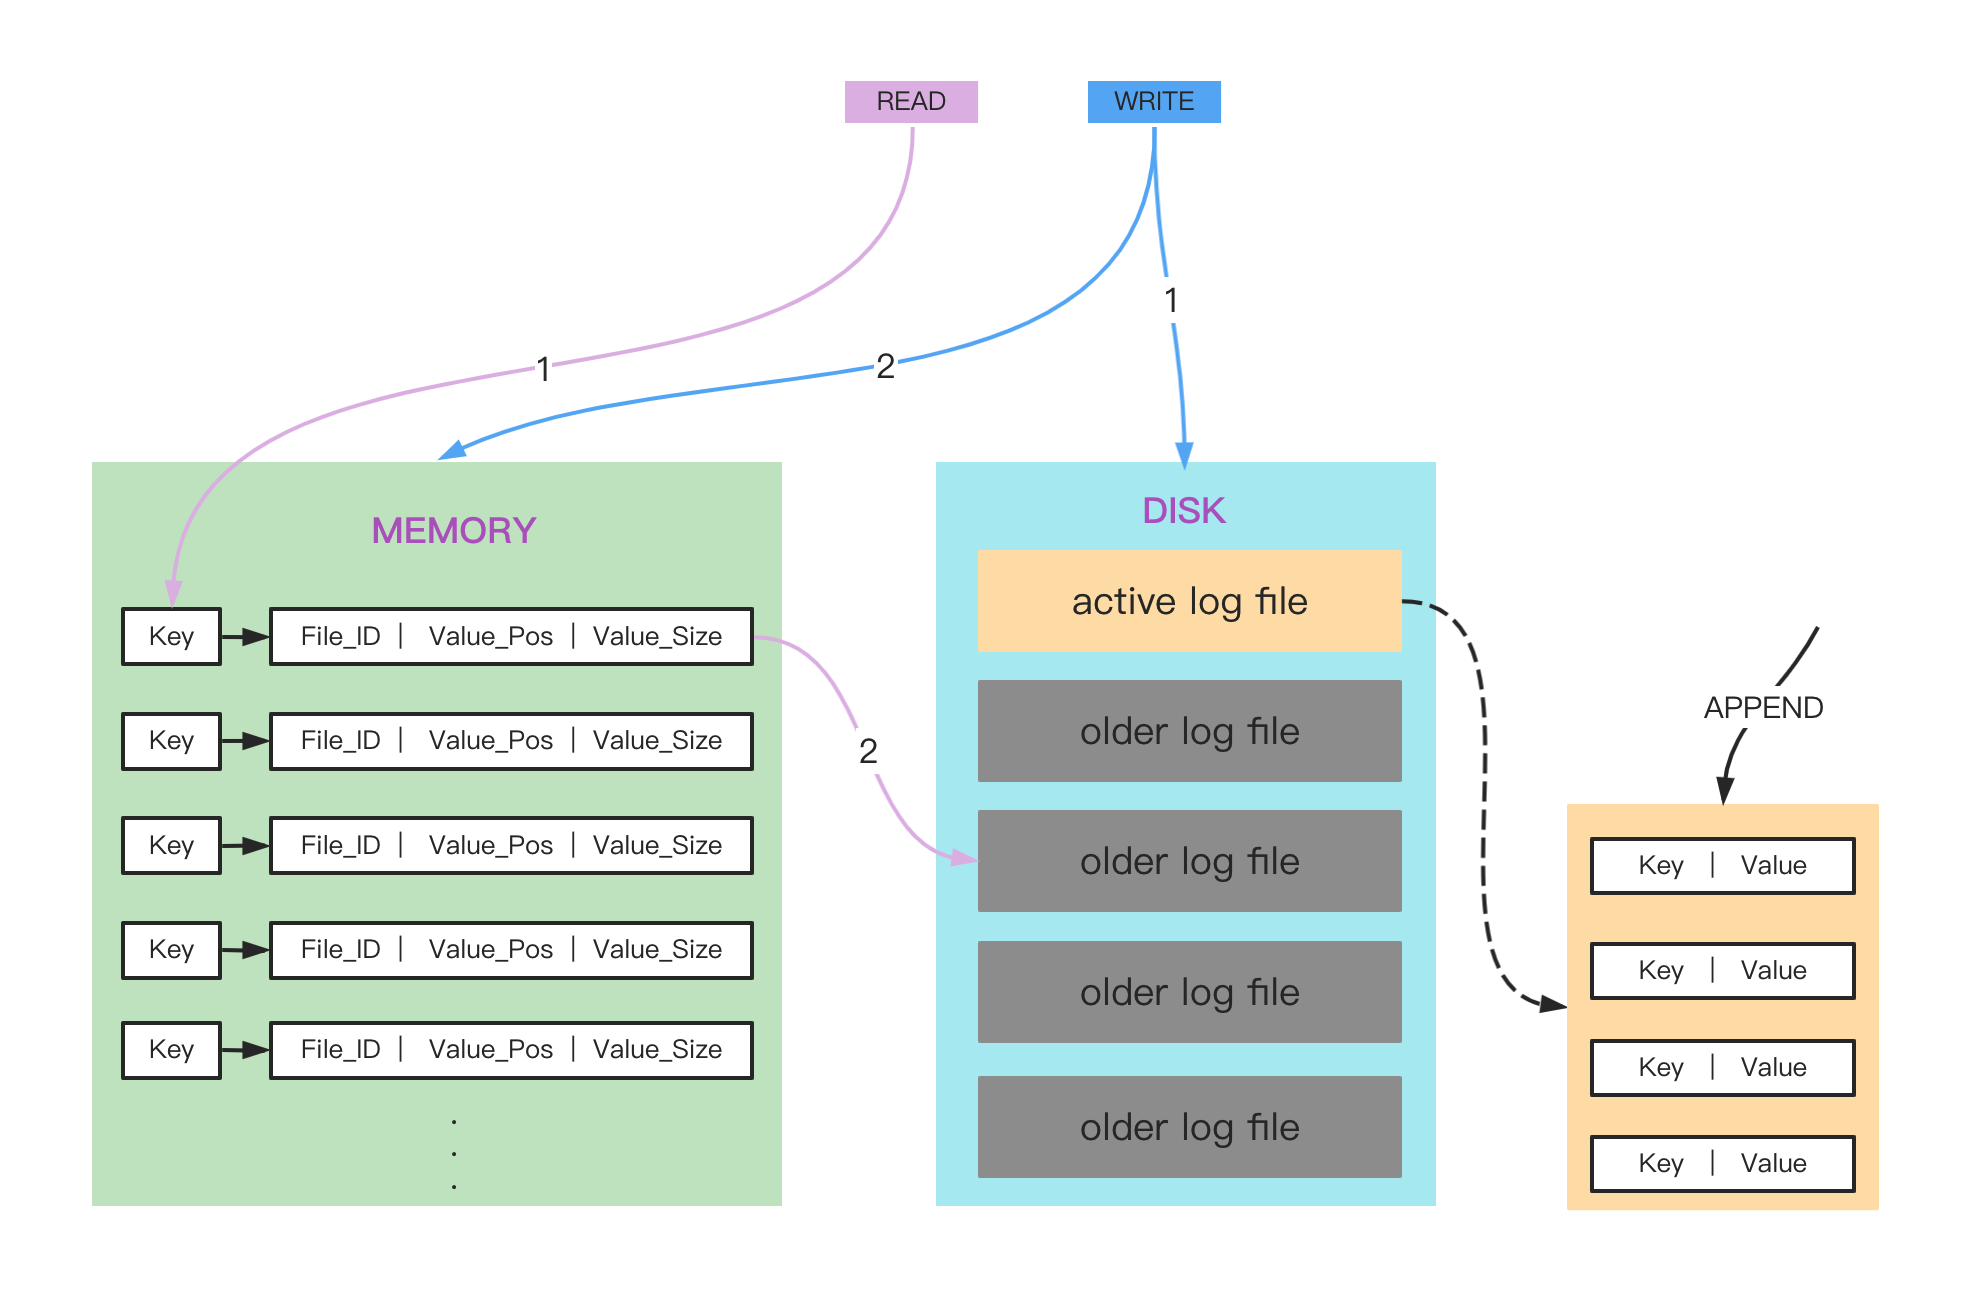 READ
WRITE
1
1
2
MEMORY
Key
File_ID | Value_Pos | Value_Size
Key
File_ID | Value_Pos | Value_Size
Key
File_ID | Value_Pos | Value_Size
Key
File_ID | Value_Pos | Value_Size
Key
File_ID | Value_Pos | Value_Size
.
.
.
2
DISK
active log file
older log file
older log file
older log file
older log file
APPEND
Key | Value
Key | Value
Key | Value
Key | Value